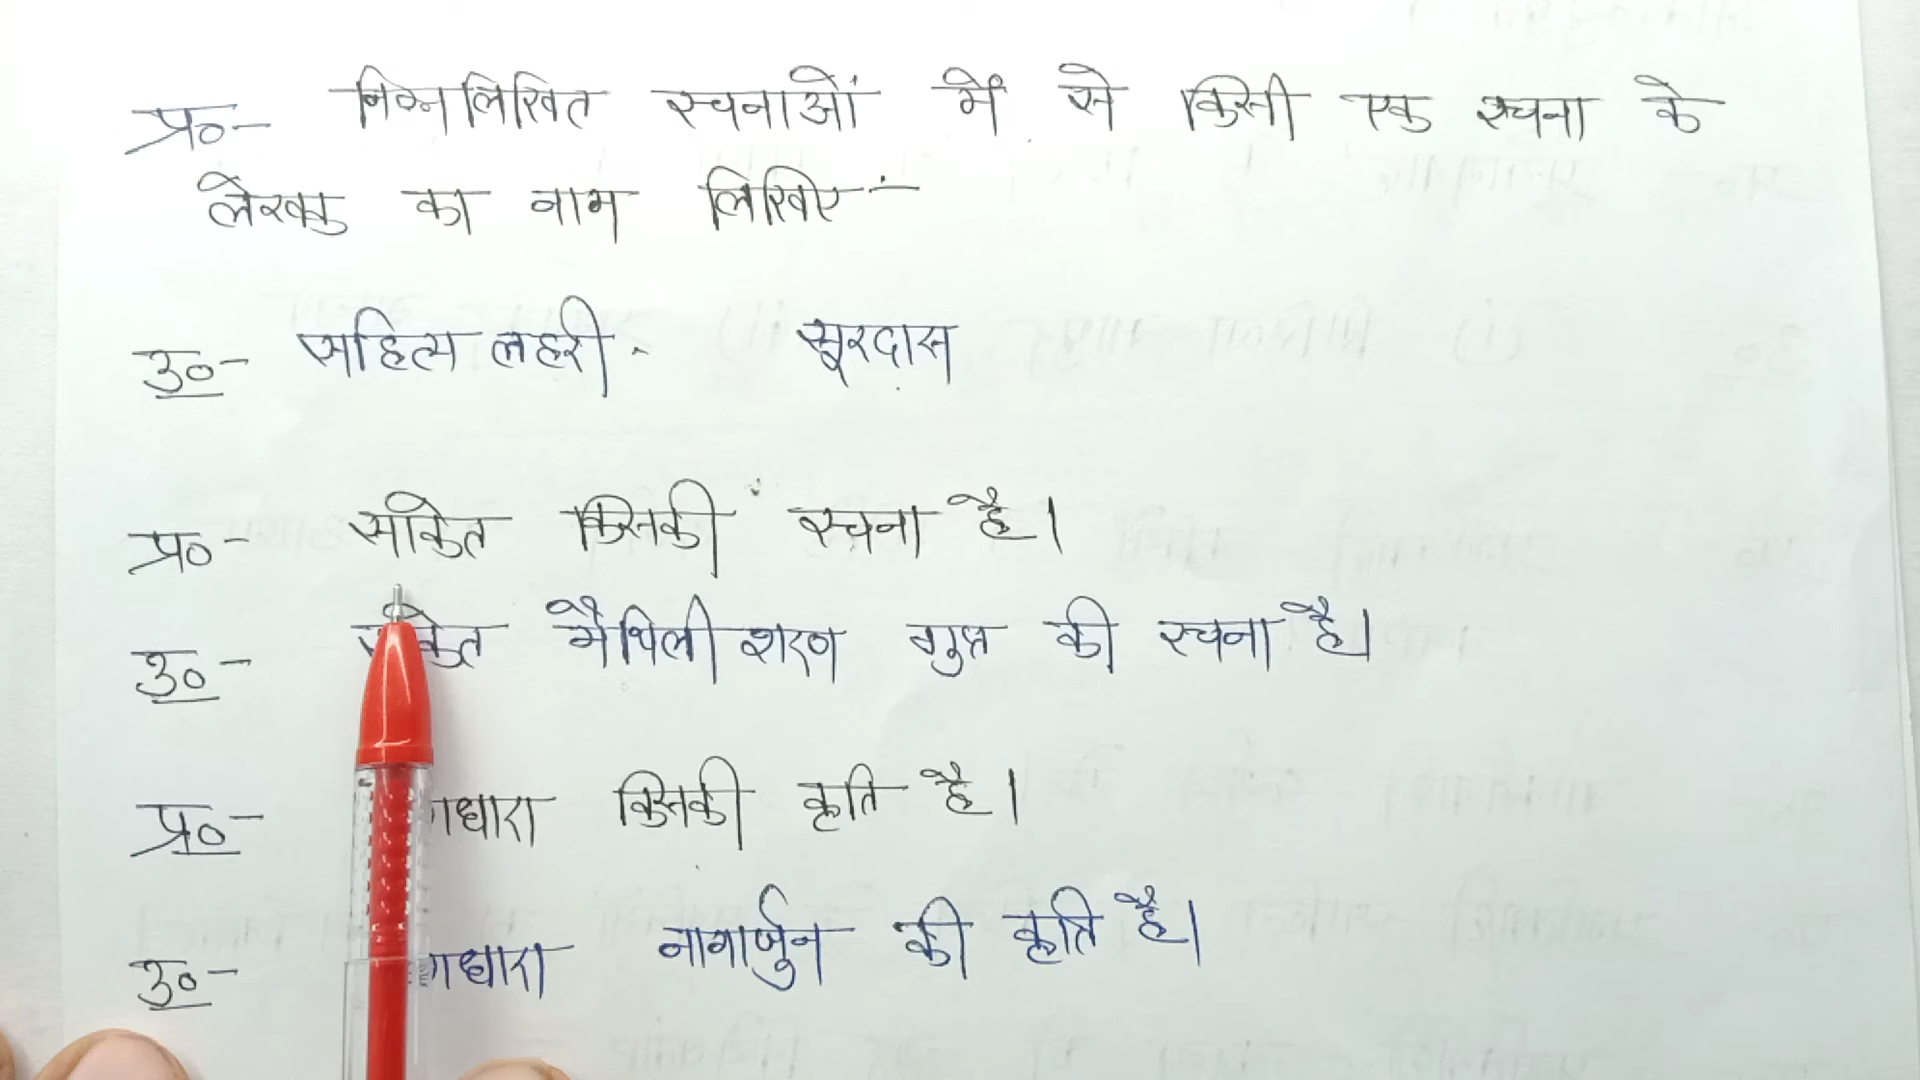 प्र०- निम्नलिखित रचनाओं में से किसी एक रचना के
लेखक का नाम लिखिए :-
उ०- साहित्य लहरी - सूरदास
प्र०- साकेत किसकी रचना है।
उ०- मैथिली शरण गुप्त की रचना है।
प्र०- किसकी कृति है।
उ०- नागार्जुन की कृति है।